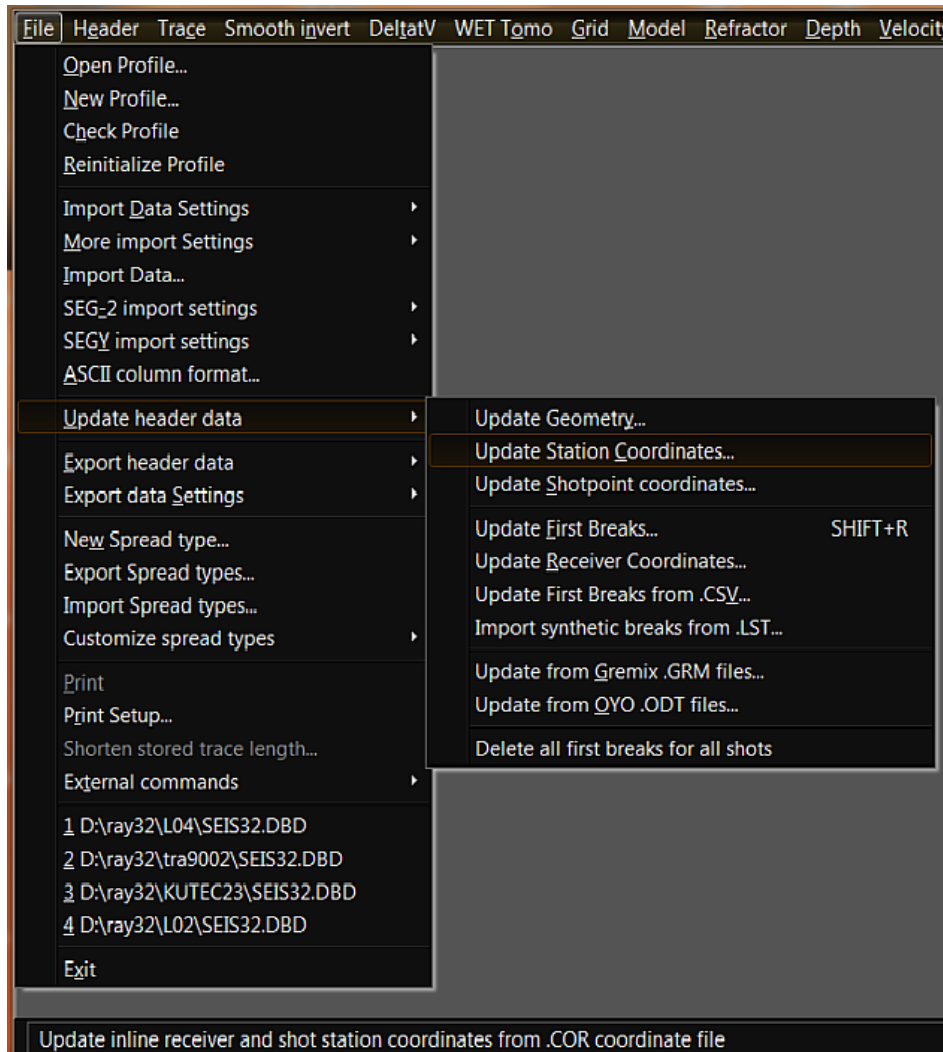 File Header Trace Smooth invert DeltatV WET Tomo Grid Model Refractor Depth Velocit
Open Profile...
New Profile...
Check Profile
Reinitialize Profile
Import Data Settings
More import Settings
Import Data...
SEG-2 import settings
SEGY import settings
ASCII column format...
Update header data
Export header data
Export data Settings
New Spread type...
Export Spread types...
Import Spread types...
Customize spread types
Print
Print Setup...
Shorten stored trace length...
External commands
1 D:\ray32\L04\SEIS32.DBD
2 D:\ray32\tra9002\SEIS32.DBD
3 D:\ray32\KUTEC23\SEIS32.DBD
4 D:\ray32\L02\SEIS32.DBD
Exit
Update Geometry...
Update Station Coordinates...
Update Shotpoint coordinates...
Update First Breaks... SHIFT+R
Update Receiver Coordinates...
Update First Breaks from .CSV...
Import synthetic breaks from .LST...
Update from Gremix .GRM files...
Update from OYO .ODT files...
Delete all first breaks for all shots
Update inline receiver and shot station coordinates from .COR coordinate file